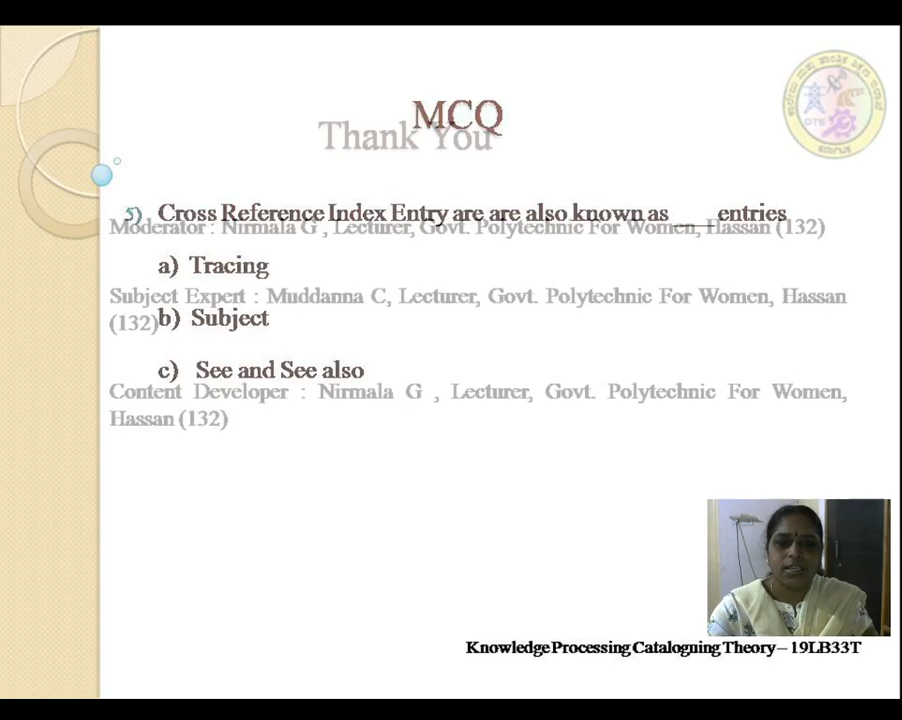 MCQ
Thank You
5) Cross Reference Index Entry are are also known as ____ entries
Moderator : Nirmala G , Lecturer, Govt. Polytechnic For Women, Hassan (132)
a) Tracing
Subject Expert : Muddanna C, Lecturer, Govt. Polytechnic For Women, Hassan
(132)
b) Subject
c) See and See also
Content Developer : Nirmala G , Lecturer, Govt. Polytechnic For Women,
Hassan (132)
DTE
Knowledge Processing Cataloguing Theory – 19LB33T